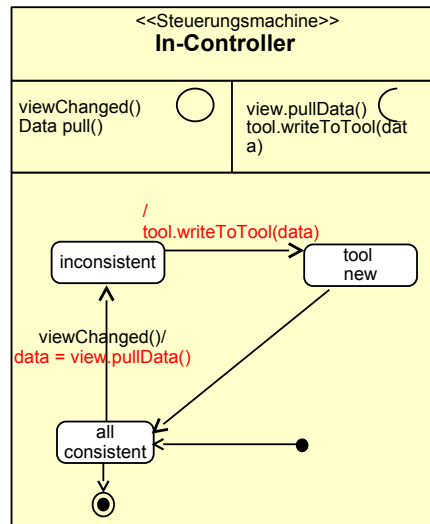 <<Steuerungsmachine>>
In-Controller
viewChanged()
Data pull()
view.pullData()
tool.writeToTool(dat
a)
/
tool.writeToTool(data)
inconsistent
tool
new
viewChanged()/
data = view.pullData()
all
consistent